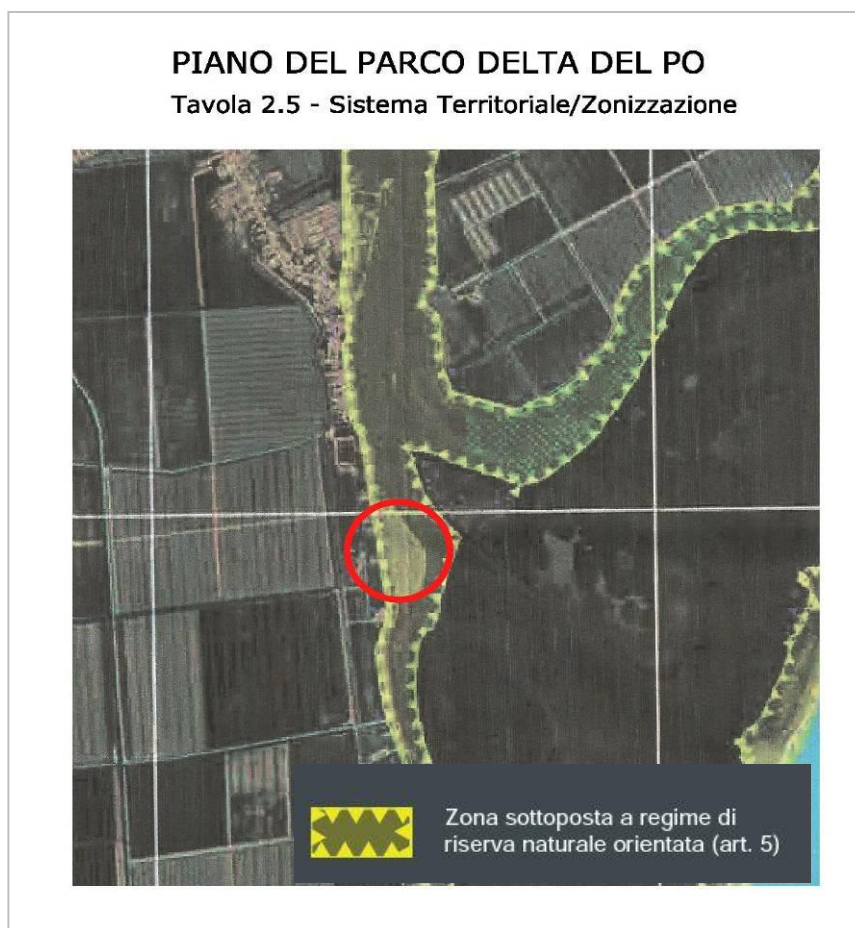 PIANO DEL PARCO DELTA DEL PO
Tavola 2.5 - Sistema Territoriale/Zonizzazione
Zona sottoposta a regime di
riserva naturale orientata (art. 5)